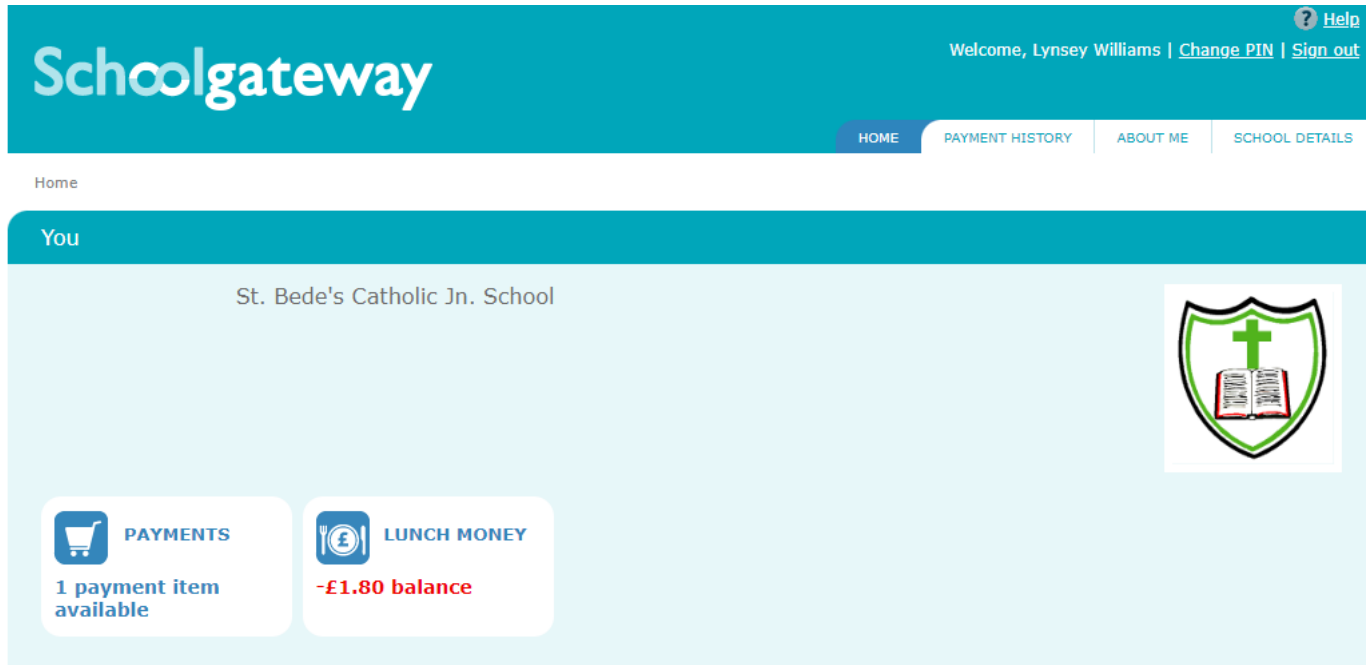 ? Help
Schoolgateway
Welcome, Lynsey Williams | Change PIN | Sign out
HOME PAYMENT HISTORY ABOUT ME SCHOOL DETAILS
Home
You
St. Bede's Catholic Jn. School
PAYMENTS
1 payment item
available
£ LUNCH MONEY
-£1.80 balance